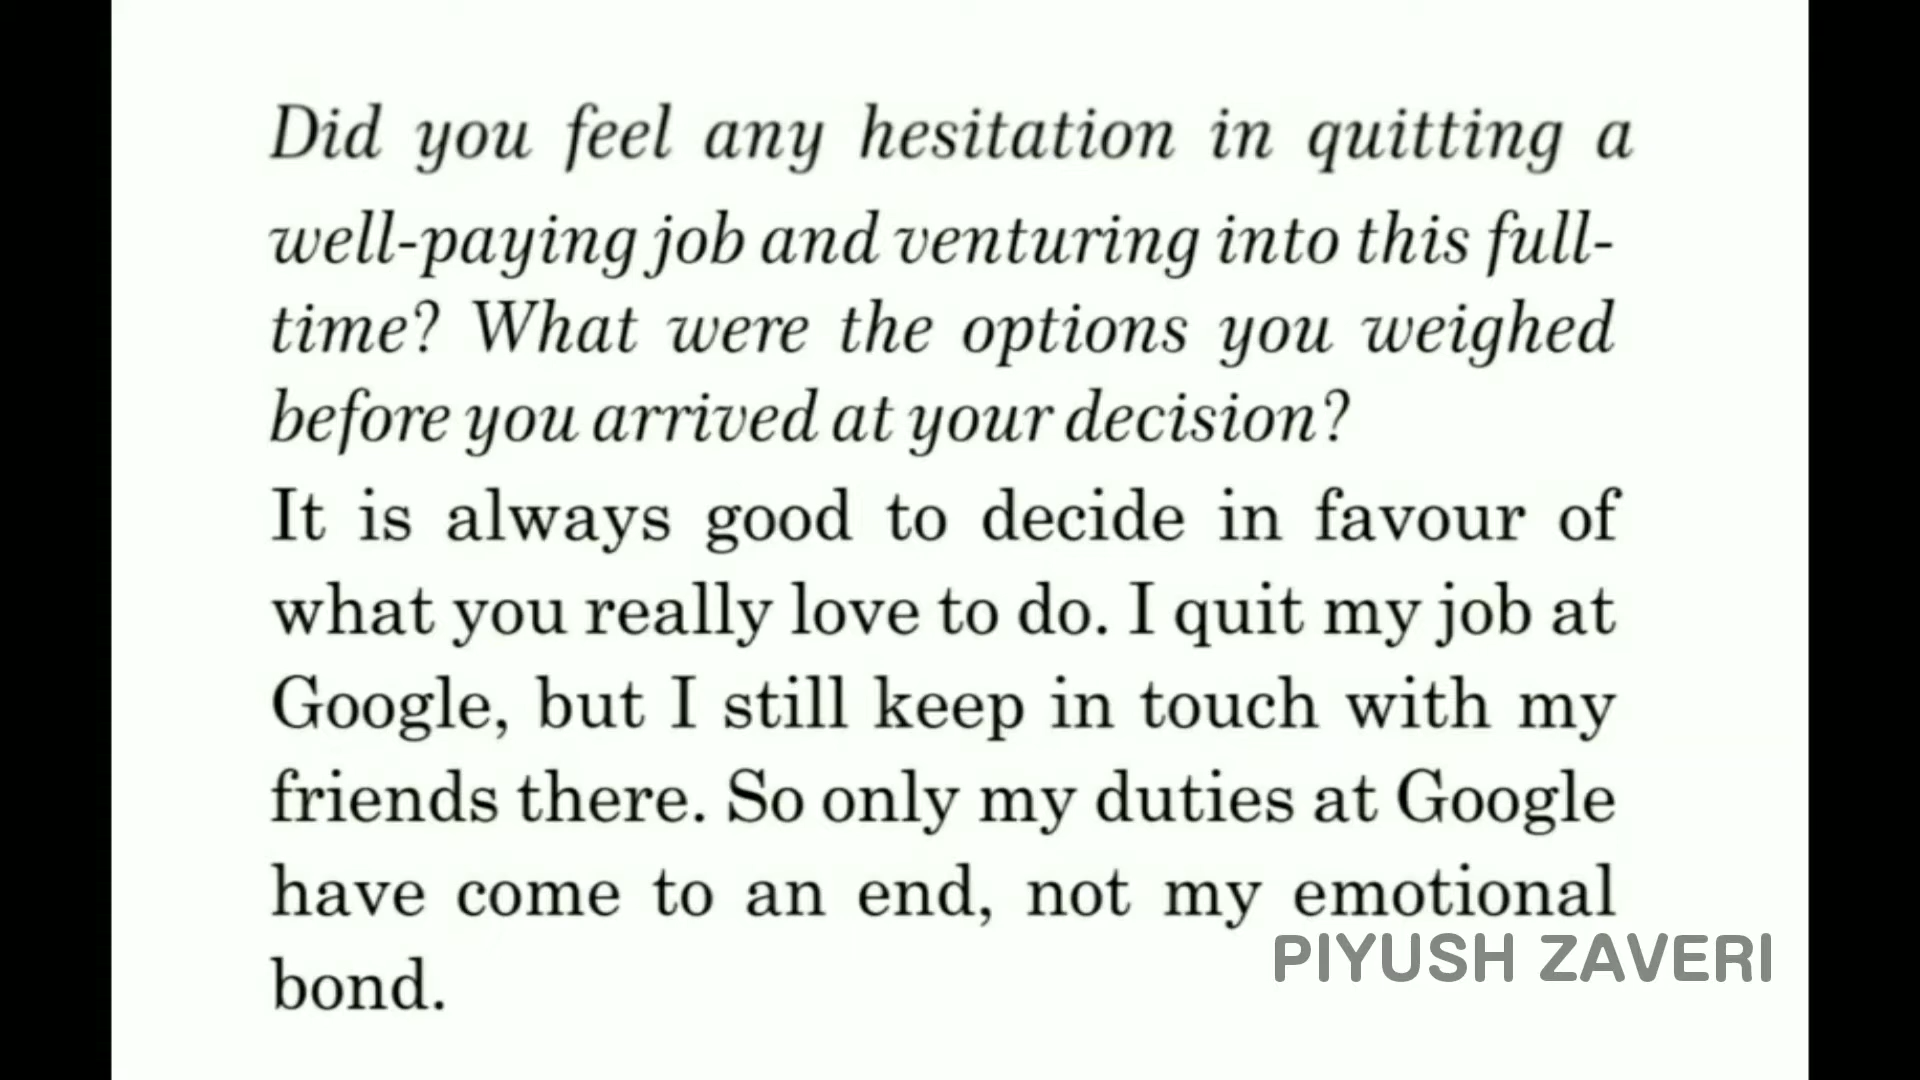 Did you feel any hesitation in quitting a
well-paying job and venturing into this full-
time? What were the options you weighed
before you arrived at your decision?
It is always good to decide in favour of
what you really love to do. I quit my job at
Google, but I still keep in touch with my
friends there. So only my duties at Google
have come to an end, not my emotional
bond.
PIYUSH ZAVERI